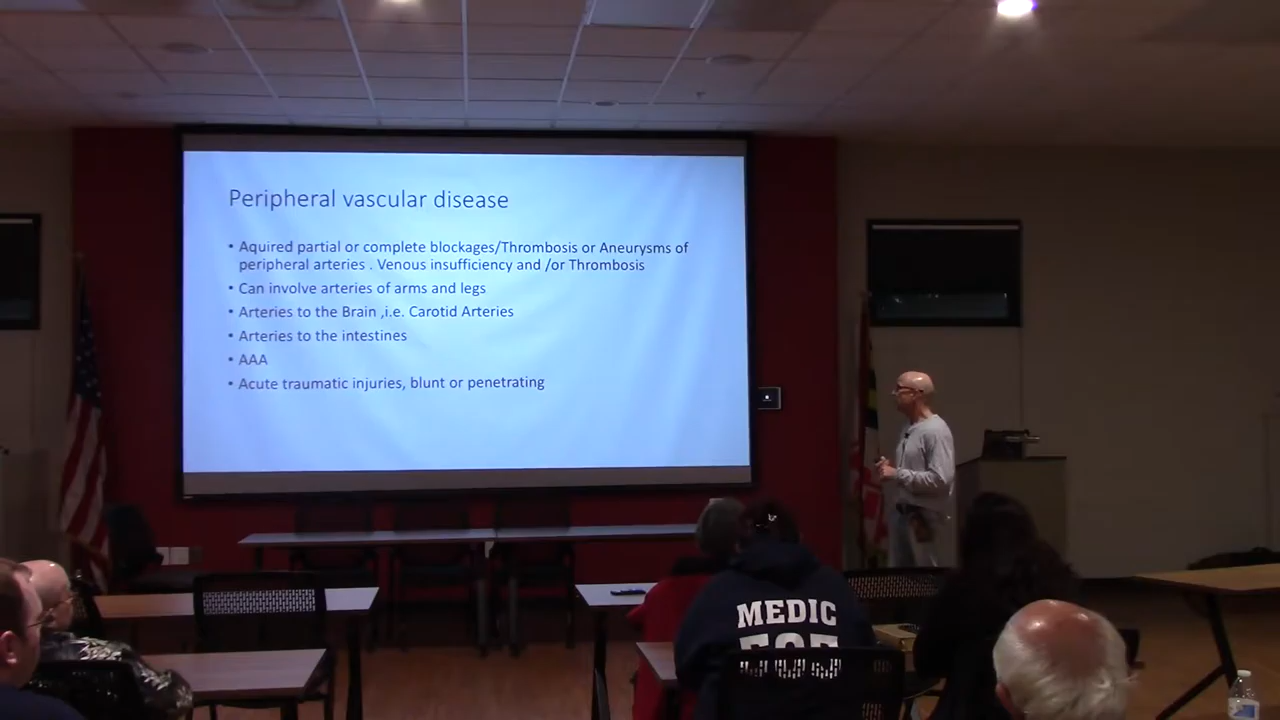 Peripheral vascular disease
• Aquired partial or complete blockages/Thrombosis or Aneurysms of
peripheral arteries . Venous insufficiency and /or Thrombosis
• Can involve arteries of arms and legs
• Arteries to the Brain ,i.e. Carotid Arteries
• Arteries to the intestines
• AAA
• Acute traumatic injuries, blunt or penetrating
MEDIC